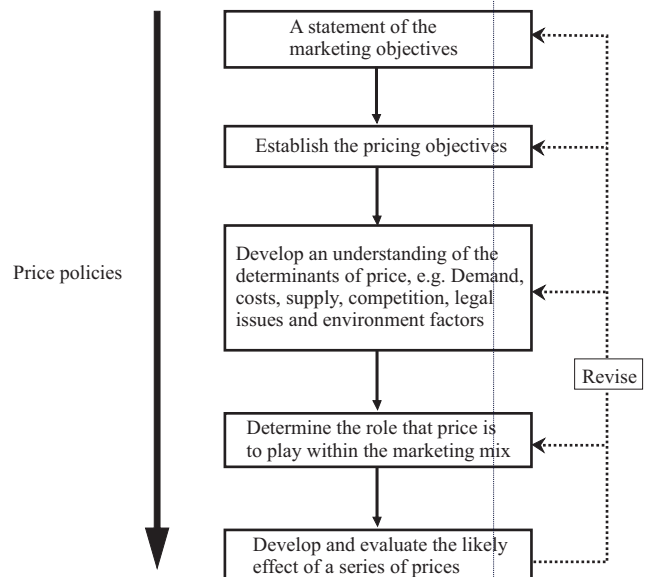 A statement of the
marketing objectives
Establish the pricing objectives
Develop an understanding of the
determinants of price, e.g. Demand,
costs, supply, competition, legal
issues and environment factors
Price policies
Revise
Determine the role that price is
to play within the marketing mix
Develop and evaluate the likely
effect of a series of prices